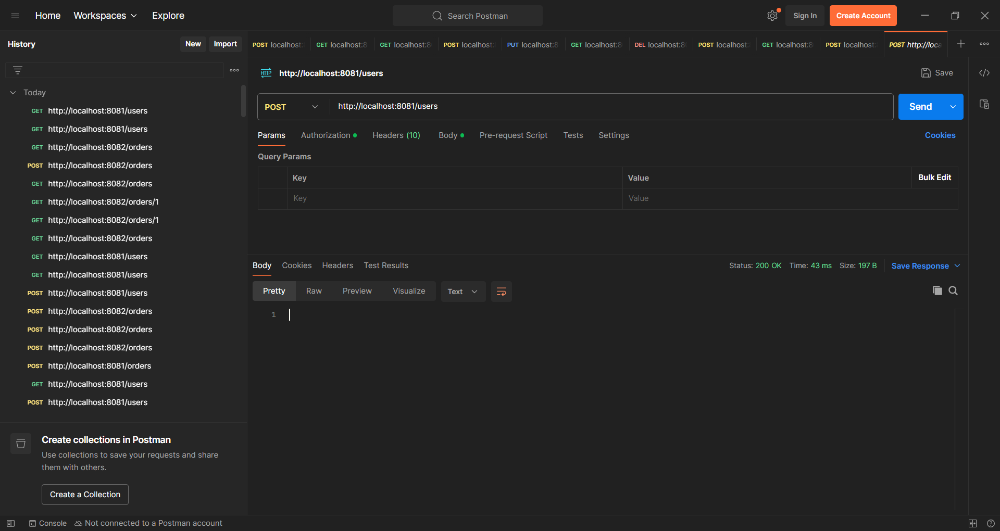 Home Workspaces Explore
Search Postman
Sign In Create Account
History New Import
POST localhost: GET localhost:8 GET localhost:8 POST localhost: PUT localhost:8 GET localhost:8 DEL localhost:8 POST localhost: GET localhost:8 POST localhost: POST http://loca
HTTP http://localhost:8081/users
Save
Today
GET http://localhost:8081/users
GET http://localhost:8081/users
GET http://localhost:8082/orders
POST http://localhost:8082/orders
GET http://localhost:8082/orders
GET http://localhost:8082/orders/1
GET http://localhost:8082/orders/1
GET http://localhost:8082/orders
GET http://localhost:8081/users
GET http://localhost:8081/users
POST http://localhost:8081/users
POST http://localhost:8082/orders
POST http://localhost:8082/orders
POST http://localhost:8082/orders
POST http://localhost:8081/orders
GET http://localhost:8081/users
POST http://localhost:8081/users
Create collections in Postman
Use collections to save your requests and share
them with others.
Create a Collection
POST http://localhost:8081/users
Send
Params Authorization Headers (10) Body Pre-request Script Tests Settings
Cookies
Query Params
Key Value Bulk Edit
Key Value
Body Cookies Headers Test Results
Status: 200 OK Time: 43 ms Size: 197 B Save Response
Pretty Raw Preview Visualize Text
1
Console Not connected to a Postman account